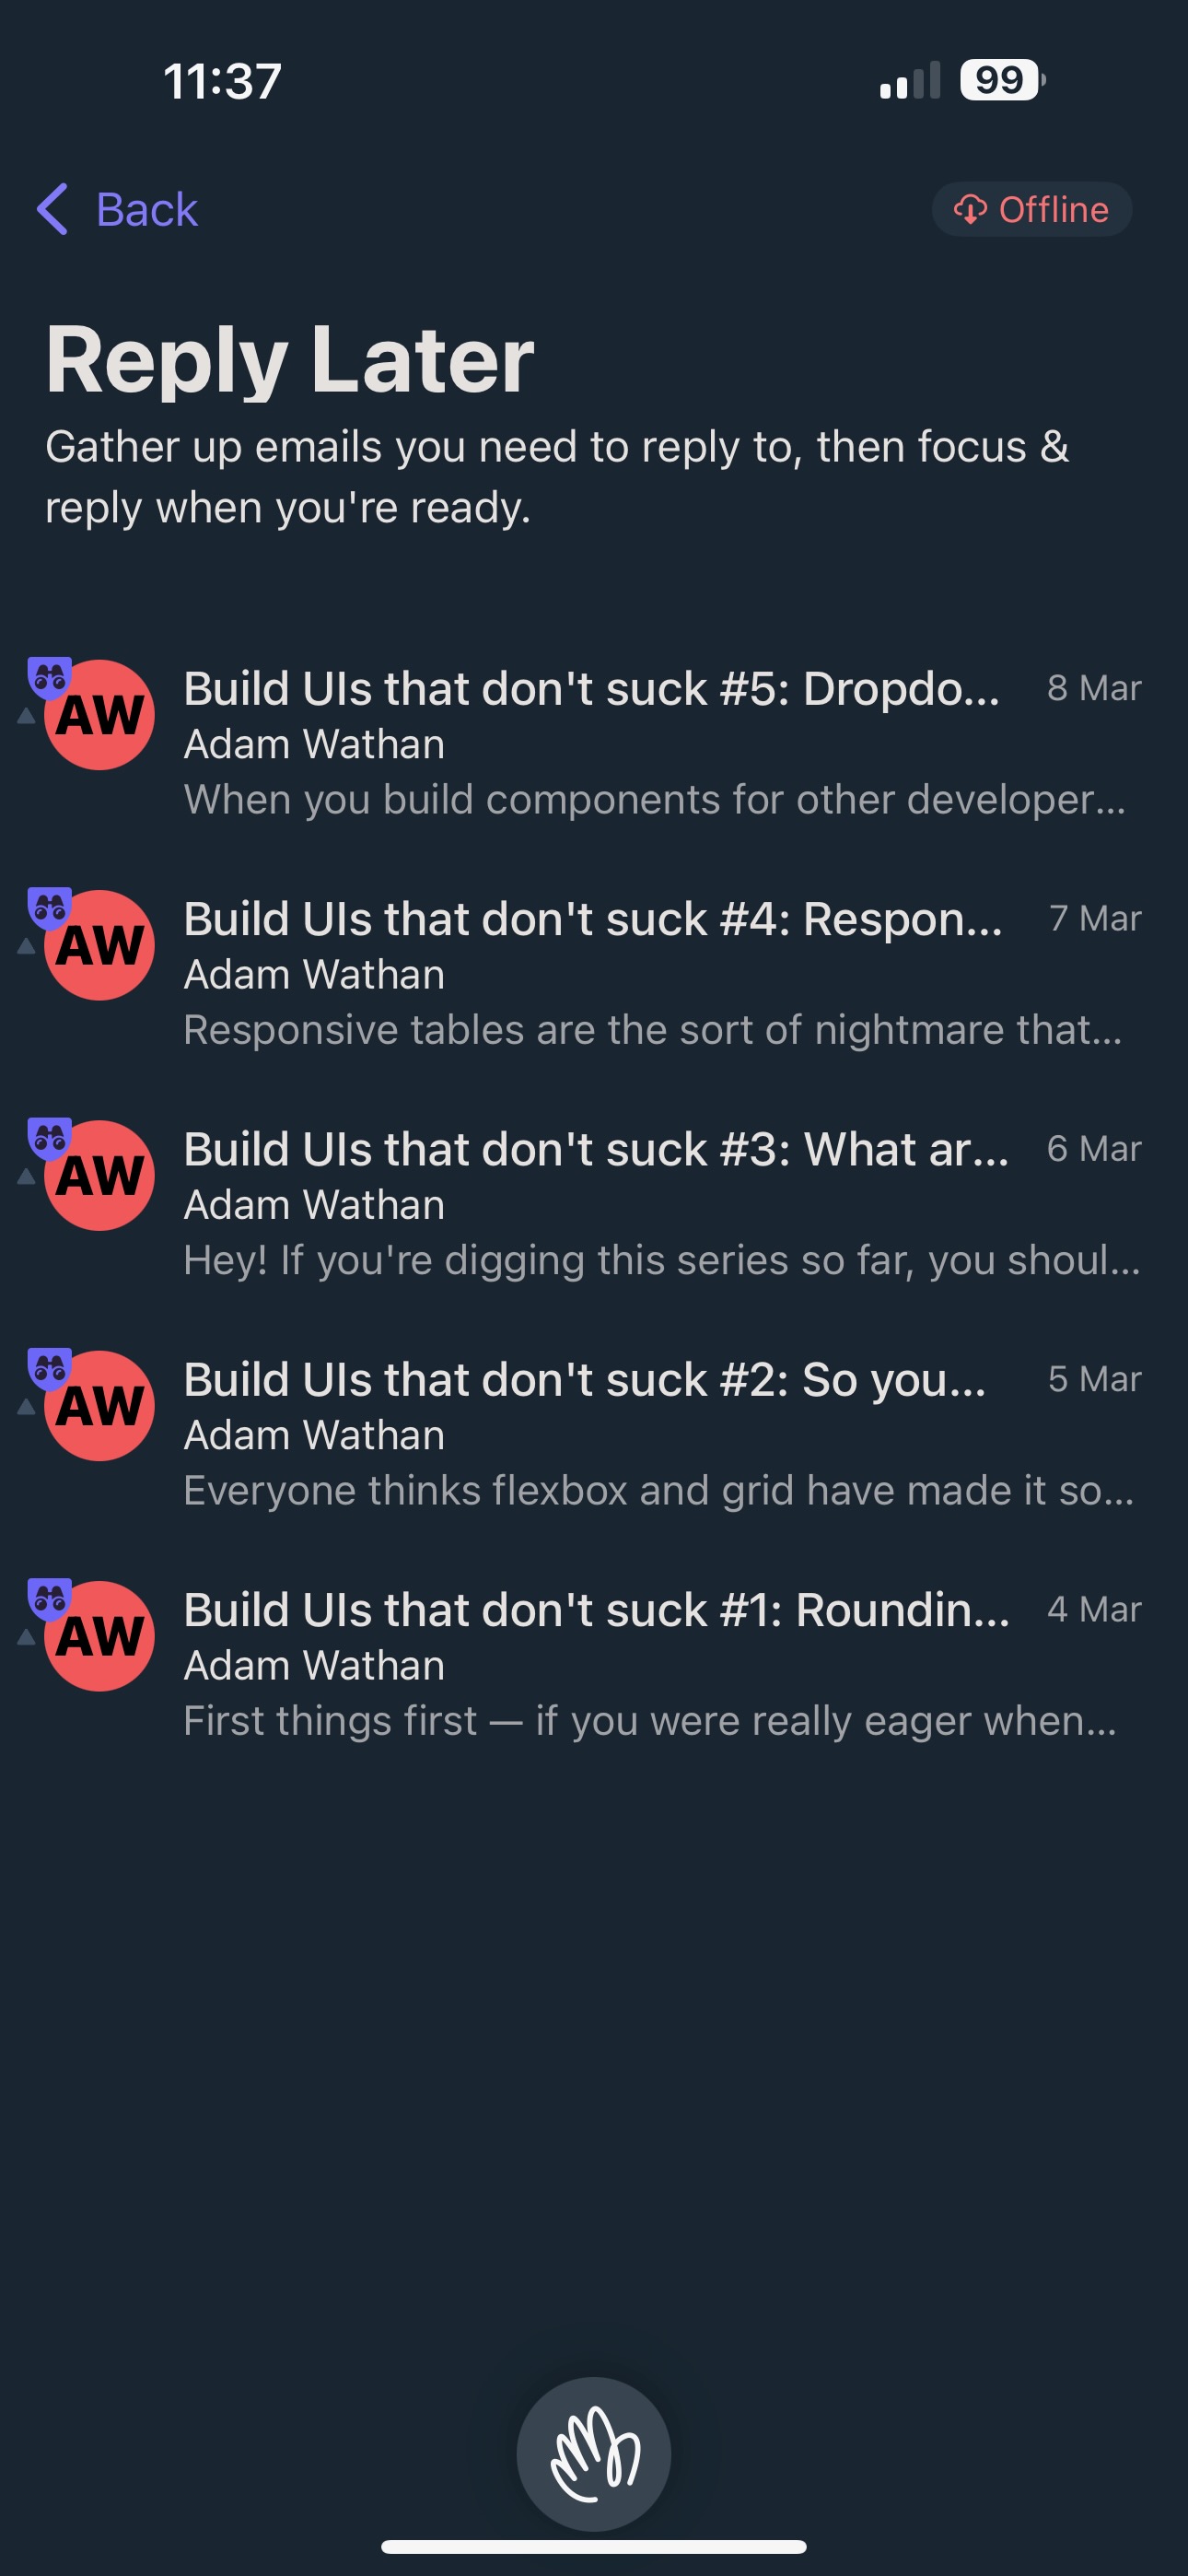 11:37
99
Back
Offline
Reply Later
Gather up emails you need to reply to, then focus &
reply when you're ready.
AW
Build UIs that don't suck #5: Dropdo...
8 Mar
Adam Wathan
When you build components for other developer...
AW
Build UIs that don't suck #4: Respon...
7 Mar
Adam Wathan
Responsive tables are the sort of nightmare that...
AW
Build UIs that don't suck #3: What ar...
6 Mar
Adam Wathan
Hey! If you're digging this series so far, you shoul...
AW
Build UIs that don't suck #2: So you...
5 Mar
Adam Wathan
Everyone thinks flexbox and grid have made it so...
AW
Build UIs that don't suck #1: Roundin...
4 Mar
Adam Wathan
First things first — if you were really eager when...